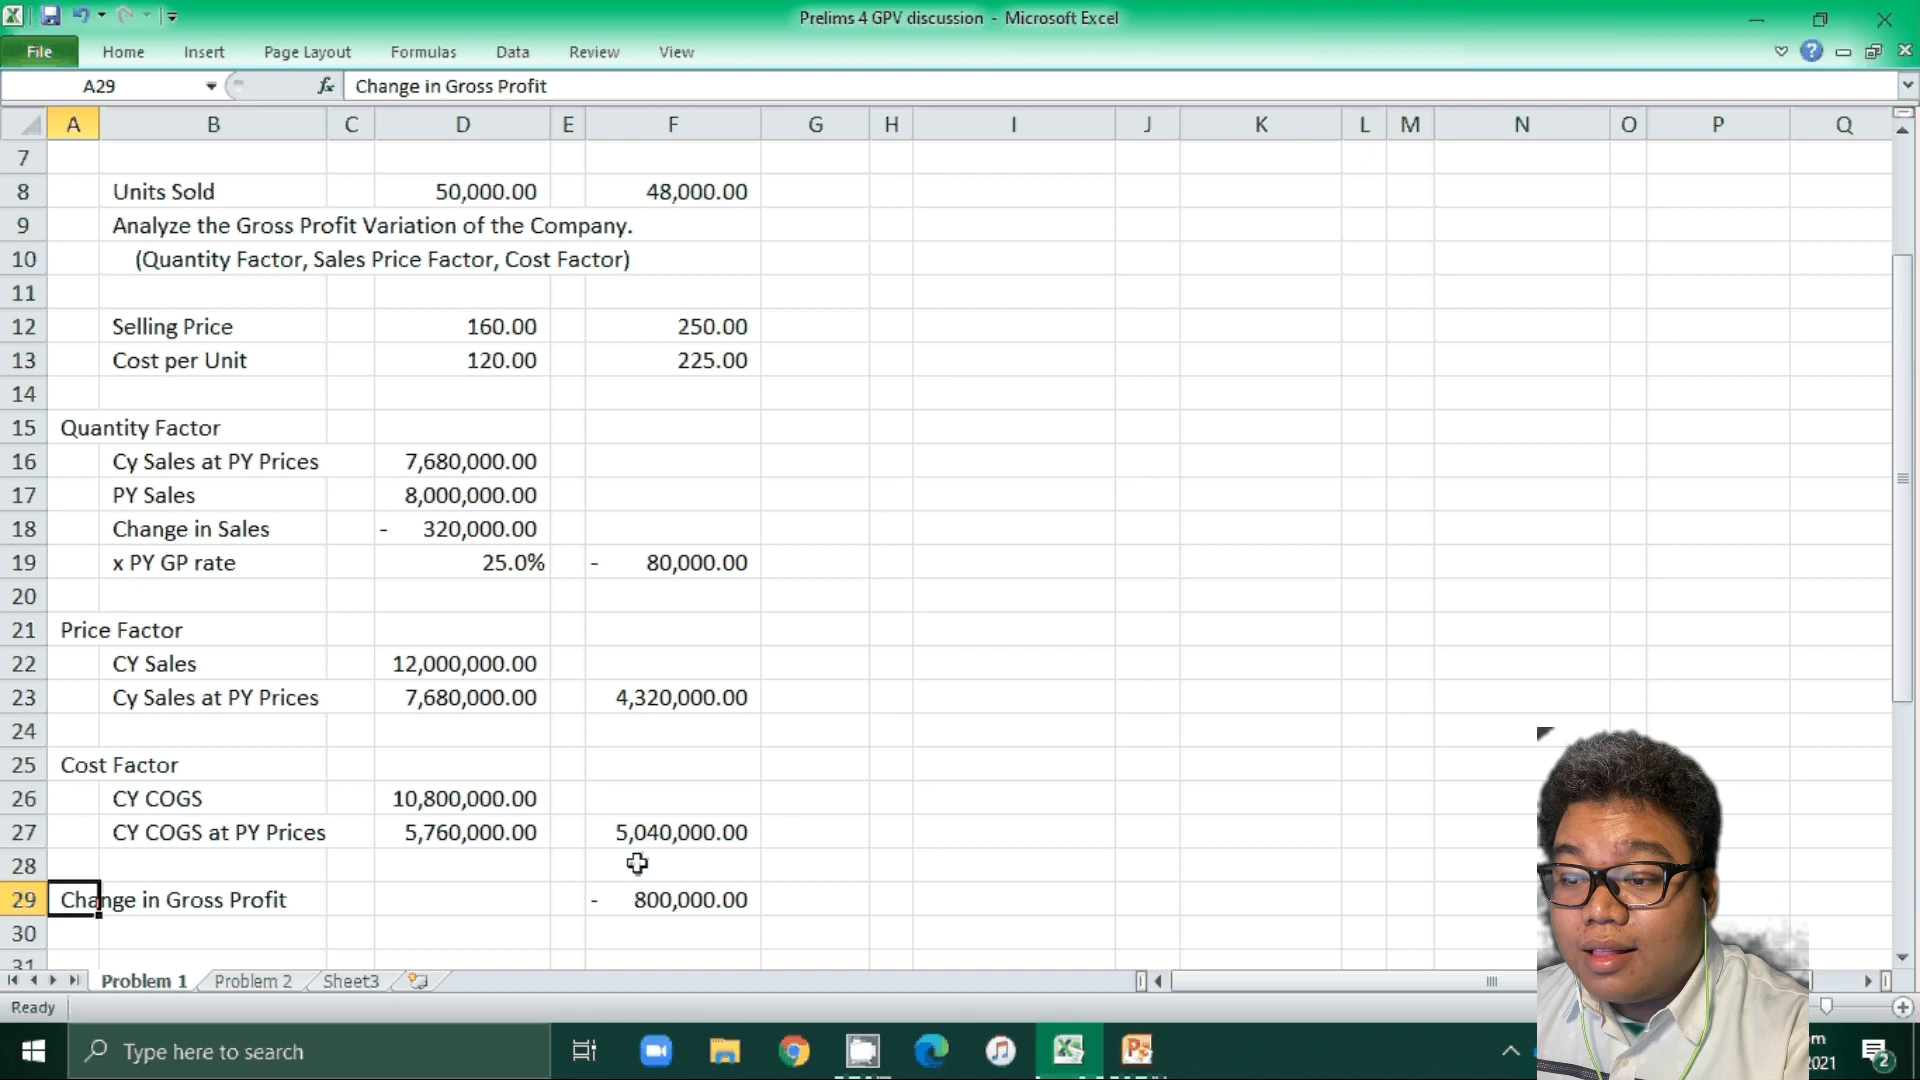 Prelims 4 GPV discussion - Microsoft Excel
File Home Insert Page Layout Formulas Data Review View
A29 fx Change in Gross Profit
A B C D E F G H I J K L M N O P Q
7
8 Units Sold 50,000.00 48,000.00
9 Analyze the Gross Profit Variation of the Company.
10 (Quantity Factor, Sales Price Factor, Cost Factor)
11
12 Selling Price 160.00 250.00
13 Cost per Unit 120.00 225.00
14
15 Quantity Factor
16 Cy Sales at PY Prices 7,680,000.00
17 PY Sales 8,000,000.00
18 Change in Sales - 320,000.00
19 x PY GP rate 25.0% - 80,000.00
20
21 Price Factor
22 CY Sales 12,000,000.00
23 Cy Sales at PY Prices 7,680,000.00 4,320,000.00
24
25 Cost Factor
26 CY COGS 10,800,000.00
27 CY COGS at PY Prices 5,760,000.00 5,040,000.00
28
29 Change in Gross Profit - 800,000.00
30
31
Problem 1 Problem 2 Sheet3
Ready
Type here to search
2021
2